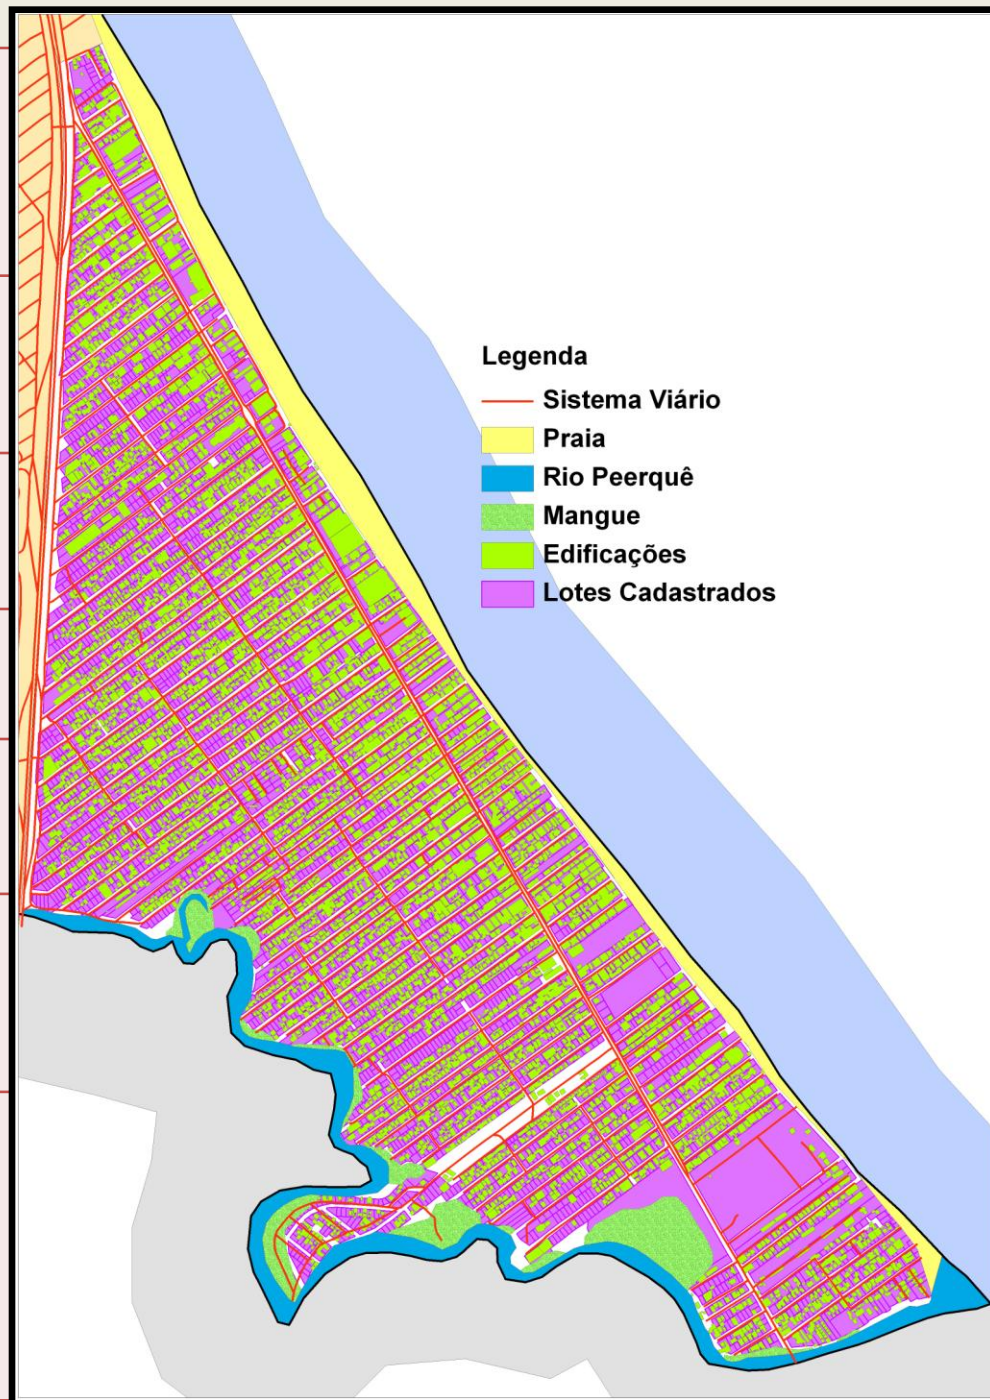 Legenda
Sistema Viário
Praia
Rio Peerquê
Mangue
Edificações
Lotes Cadastrados